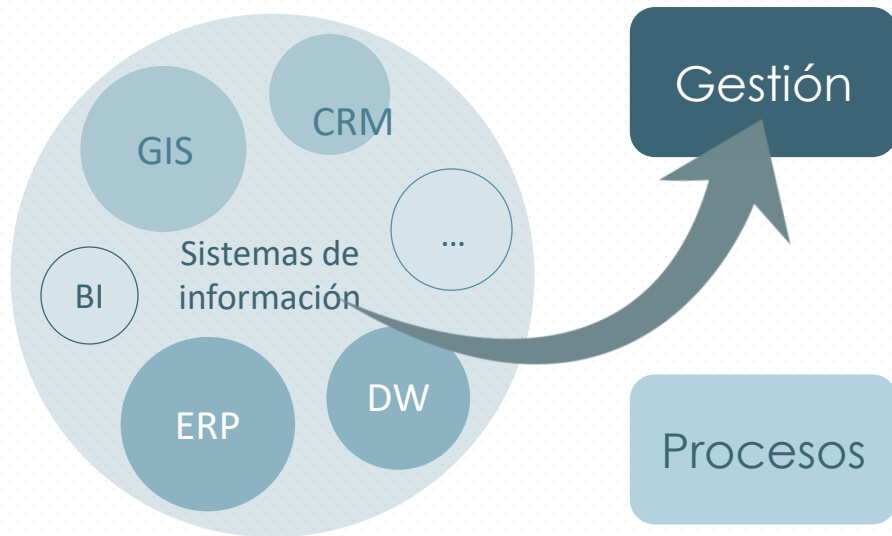 Gestión
CRM
GIS
...
Sistemas de
información
BI
DW
ERP
Procesos